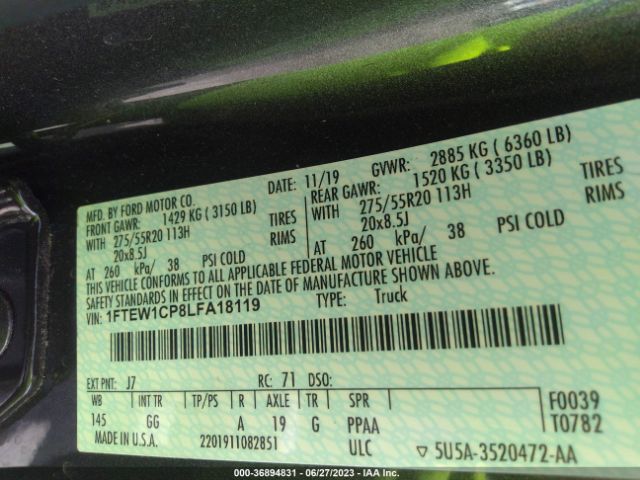 MFD. BY FORD MOTOR CO. DATE: 11/19 GVWR: 2885 KG ( 6360 LB)
FRONT GAWR: 1429 KG ( 3150 LB) REAR GAWR: 1520 KG ( 3350 LB)
WITH 275/55R20 113H TIRES WITH 275/55R20 113H TIRES
20x8.5J RIMS 20x8.5J RIMS
AT 260 kPa/ 38 PSI COLD AT 260 kPa/ 38 PSI COLD
THIS VEHICLE CONFORMS TO ALL APPLICABLE FEDERAL MOTOR VEHICLE
SAFETY STANDARDS IN EFFECT ON THE DATE OF MANUFACTURE SHOWN ABOVE.
VIN: 1FTEW1CP8LFA18119 TYPE: Truck
EXT PNT: J7 RC: 71 DSO:
WB INT TR TP/PS R AXLE TR SPR F0039
145 GG A 19 G PPAA T0782
MADE IN U.S.A. 2201911082851 ULC 5U5A-3520472-AA
000-36894831 - 06/27/2023 - IAA Inc.